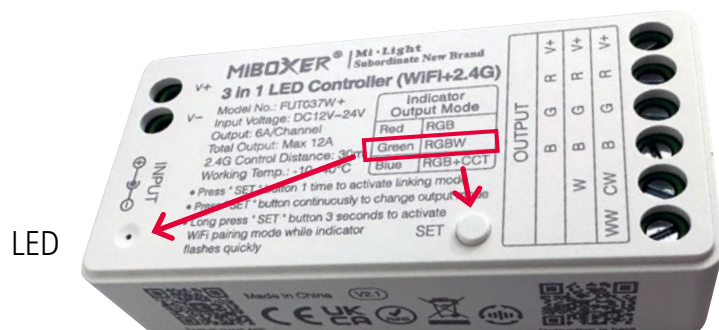 MIBOXER® | Mi·Light
Subordinate New Brand
3 in 1 LED Controller (WiFi+2.4G)
Model No.: FUT037W+
Input Voltage: DC12V~24V
Output: 6A/Channel
Total Output: Max 12A
2.4G Control Distance: 30m
Working Temp.: -10~40°C
Indicator
Output Mode
Red RGB
Green RGBW
Blue RGB+CCT
• Press "SET" button 1 time to activate linking mode
• Press "SET" button continuously to change output mode
• Long press "SET" button 3 seconds to activate
WiFi pairing mode while indicator
flashes quickly
SET
V+
V-
INPUT
LED
OUTPUT
V+ V+ V+
R R R
G G G
B B B
W CW
WW
Made in China V2.1
CE UK
CA